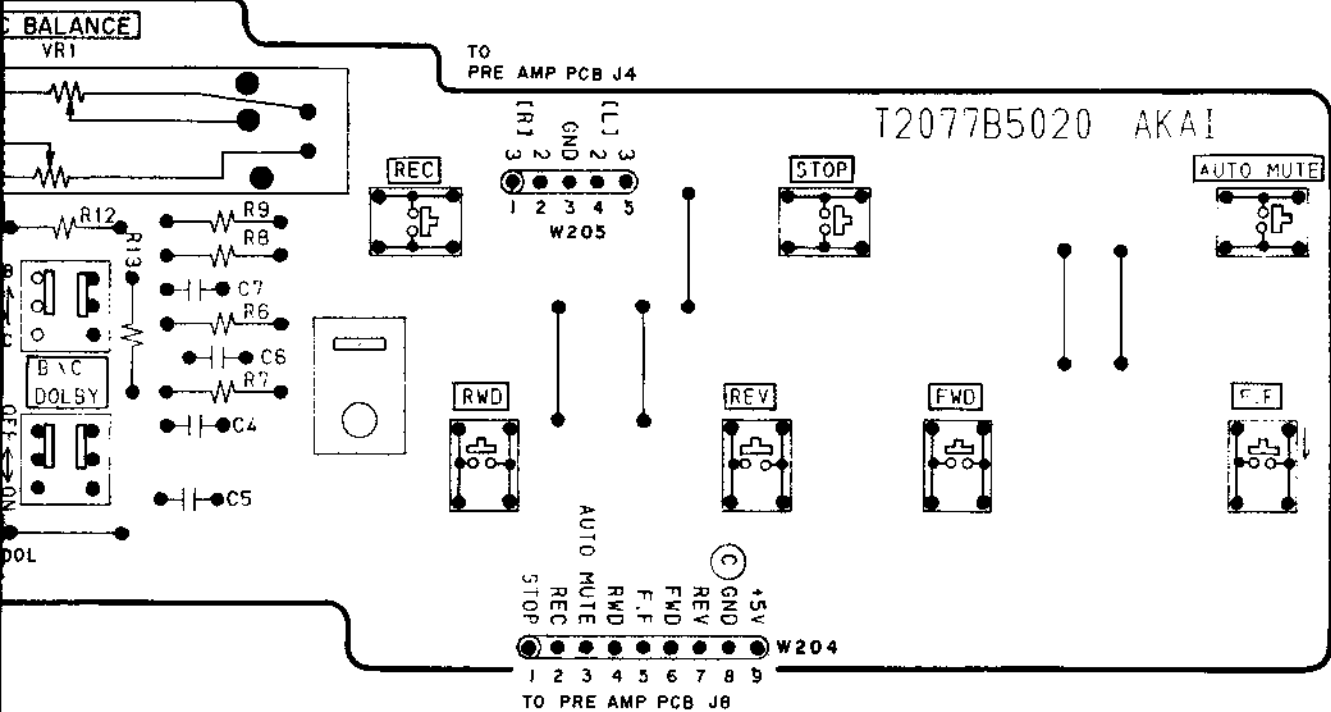 C BALANCE
VR1
TO
PRE AMP PCB J4
[R] GND [L]
3 2 2 3
1 2 3 4 5
W205
T2077B5020 AKAI
REC
STOP
AUTO MUTE
R12
R13
R9
R8
C7
R6
C6
R7
C4
C5
B
C
B\C
DOLBY
OFF ↔ ON
DOL
RWD
REV
FWD
F.F
STOP
REC
AUTO MUTE
RWD
F.F
FWD
REV
GND
C
+5V
W204
1 2 3 4 5 6 7 8 9
TO PRE AMP PCB J8